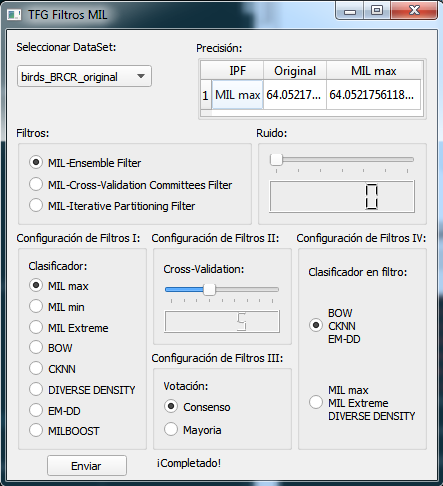 TFG Filtros MIL
Seleccionar DataSet:
Precisión:
birds_BRCR_original
IPF Original MIL max
1 MIL max 64.05217... 64.0521756118...
Filtros:
Ruido:
MIL-Ensemble Filter
MIL-Cross-Validation Committees Filter
MIL-Iterative Partitioning Filter
0
Configuración de Filtros I:
Clasificador:
MIL max
MIL min
MIL Extreme
BOW
CKNN
DIVERSE DENSITY
EM-DD
MILBOOST
Configuración de Filtros II:
Cross-Validation:
5
Configuración de Filtros III:
Votación:
Consenso
Mayoria
Configuración de Filtros IV:
Clasificador en filtro:
BOW
CKNN
EM-DD
MIL max
MIL Extreme
DIVERSE DENSITY
Enviar
¡Completado!